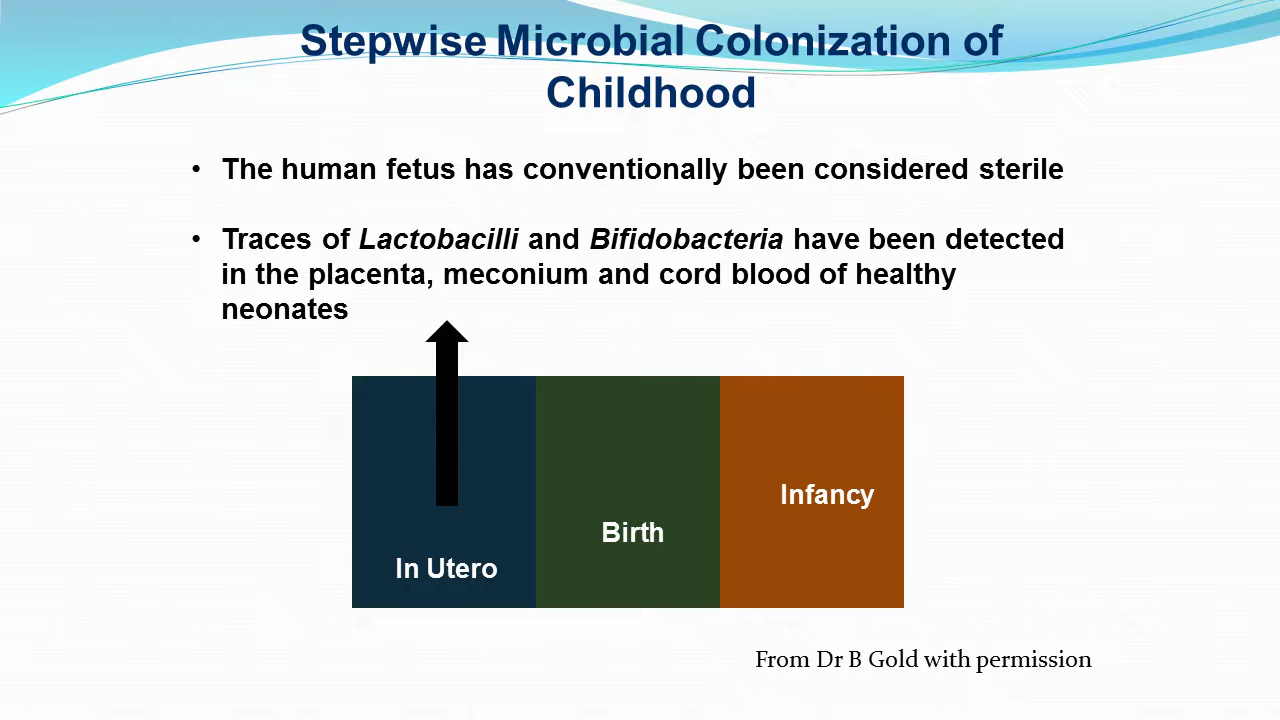 Stepwise Microbial Colonization of
Childhood
• The human fetus has conventionally been considered sterile
• Traces of Lactobacilli and Bifidobacteria have been detected
in the placenta, meconium and cord blood of healthy
neonates
Infancy
Birth
In Utero
From Dr B Gold with permission